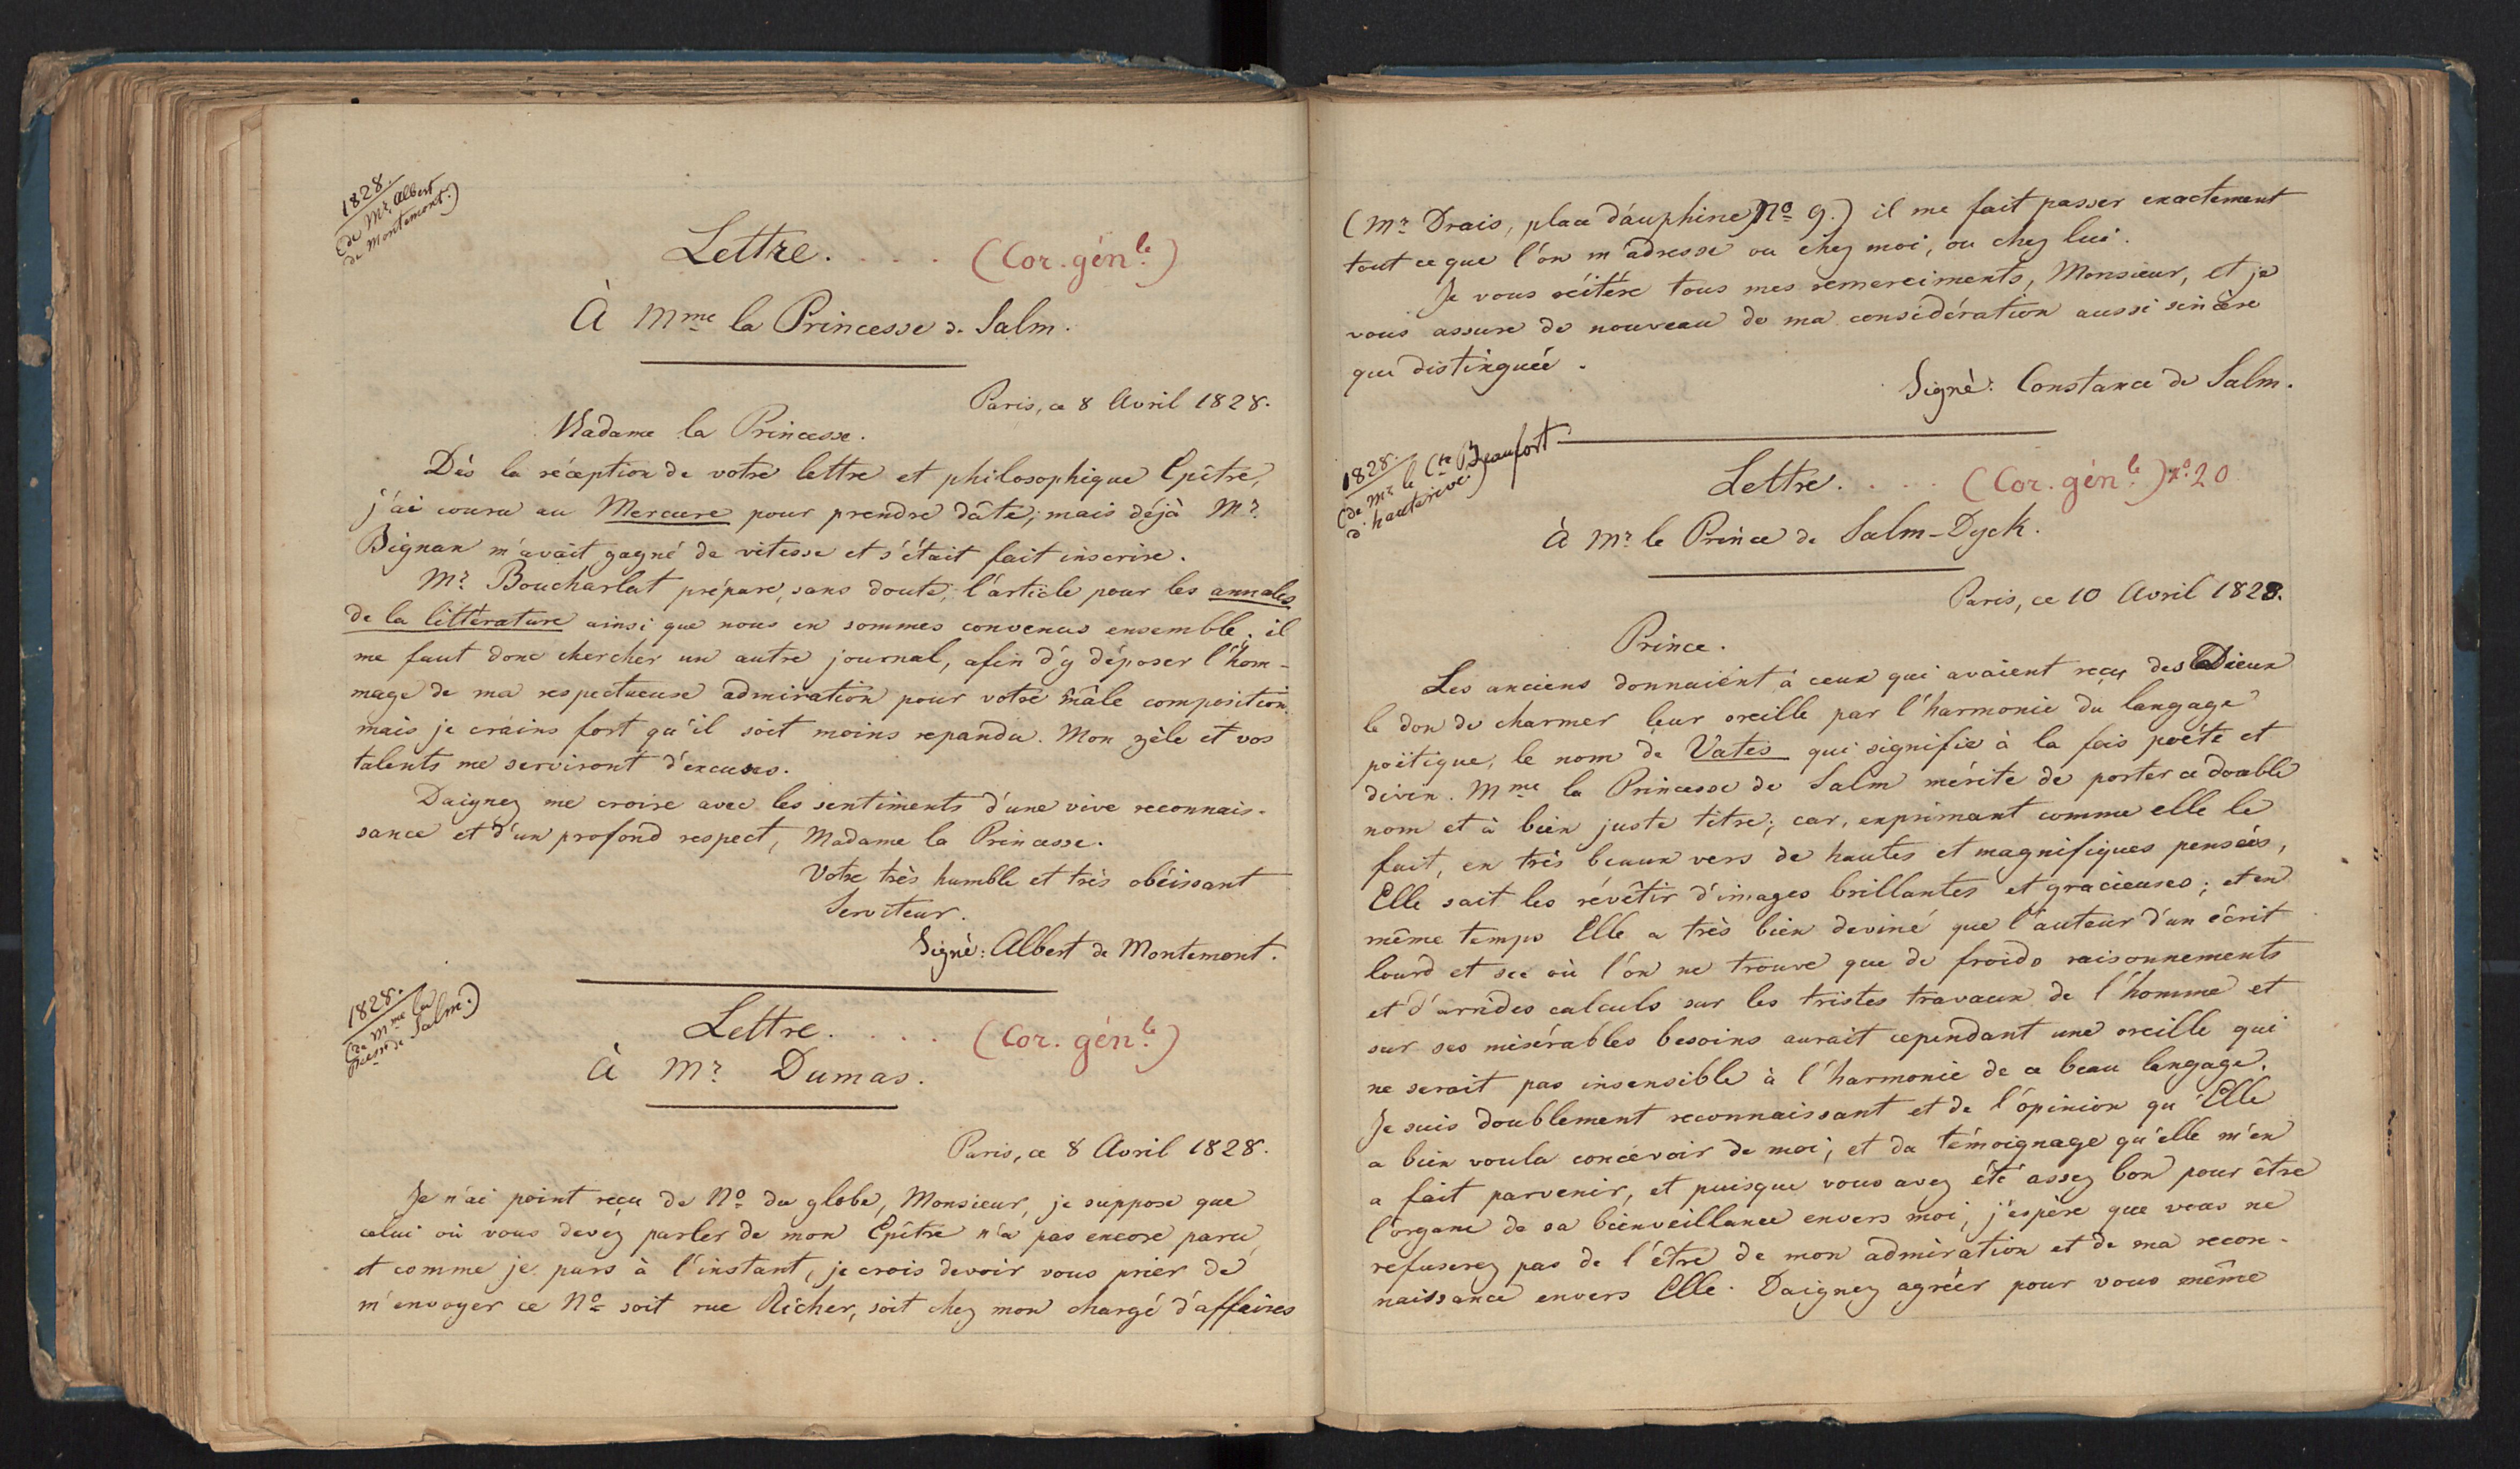 1828.
(de Mr. Albert
de Montemont.)
Lettre. . . . (Cor. génle.)
À Mme la Princesse de Salm.
Paris, ce 8 Avril 1828.
Madame la Princesse.
Dès la réception de votre lettre et philosophique Epître,
j'ai couru au Mercure pour prendre dâte; mais déjà Mr.
Bignan m'avait gagné de vitesse et s'était fait inscrire.
Mr. Boucharlat prépare, sans doute, l'article pour les annales
de la littérature ainsi que nous en sommes convenus ensemble; il
me faut donc chercher un autre journal, afin d'y déposer l'hom-
mage de ma respectueuse admiration pour votre mâle composition
mais je crains fort qu'il soit moins repandu. Mon zèle et vos
talents me serviront d'excuses.
Daignez me croire avec les sentiments d'une vive reconnais-
sance et d'un profond respect, Madame la Princesse.
Votre très humble et très obéissant
Serviteur.
Signé: Albert de Montemont.
1828.
(de Mme la
Pcesse de Salm.)
Lettre. . . . (Cor. génle.)
À Mr. Dumas.
Paris, ce 8 Avril 1828.
Je n'ai point reçu de No. du globe, Monsieur, je suppose que
celui où vous devez parler de mon Epître n'a pas encore paru,
et comme je pars à l'instant, je crois devoir vous prier de
m'envoyer ce No. soit rue Richer, soit chez mon chargé d'affaires
(Mr. Drais, place dauphine No. 9.) il me fait passer exactement
tout ce que l'on m'adresse ou chez moi, ou chez lui.
Je vous réitère tous mes remerciments, Monsieur, et je
vous assure de nouveau de ma considération aussi sincère
que distinguée.
Signé: Constance de Salm.
1828.
(de Mr. le Cte. Beaufort
d'hauterive.)
Lettre. . . . (Cor. génle.) no. 20
À Mr. le Prince de Salm-Dyck.
Paris, ce 10 Avril 1828.
Prince.
Les anciens donnaient à ceux qui avaient reçu des Dieux
le don de charmer leur oreille par l'harmonie du langage
poëtique, le nom de Vates qui signifie à la fois poëte et
divin. Mme la Princesse de Salm mérite de porter ce double
nom et à bien juste titre; car, exprimant comme elle le
fait, en très beaux vers de hautes et magnifiques pensées,
Elle sait les révêtir d'images brillantes et gracieuses; et en
même temps Elle a très bien deviné que l'auteur d'un écrit
lourd et sec où l'on ne trouve que de froids raisonnements
et d'arrides calculs sur les tristes travaux de l'homme et
sur ses misérables besoins aurait cependant une oreille qui
ne serait pas insensible à l'harmonie de ce beau langage.
Je suis doublement reconnaissant et de l'opinion qu'Elle
a bien voulu concévoir de moi, et du témoignage qu'elle m'en
a fait parvenir, et puisque vous avez été assez bon pour être
l'organe de sa bienveillance envers moi, j'espère que vous ne
refuserez pas de l'être de mon admiration et de ma recon-
naissance envers Elle. Daignez agréer pour vous même